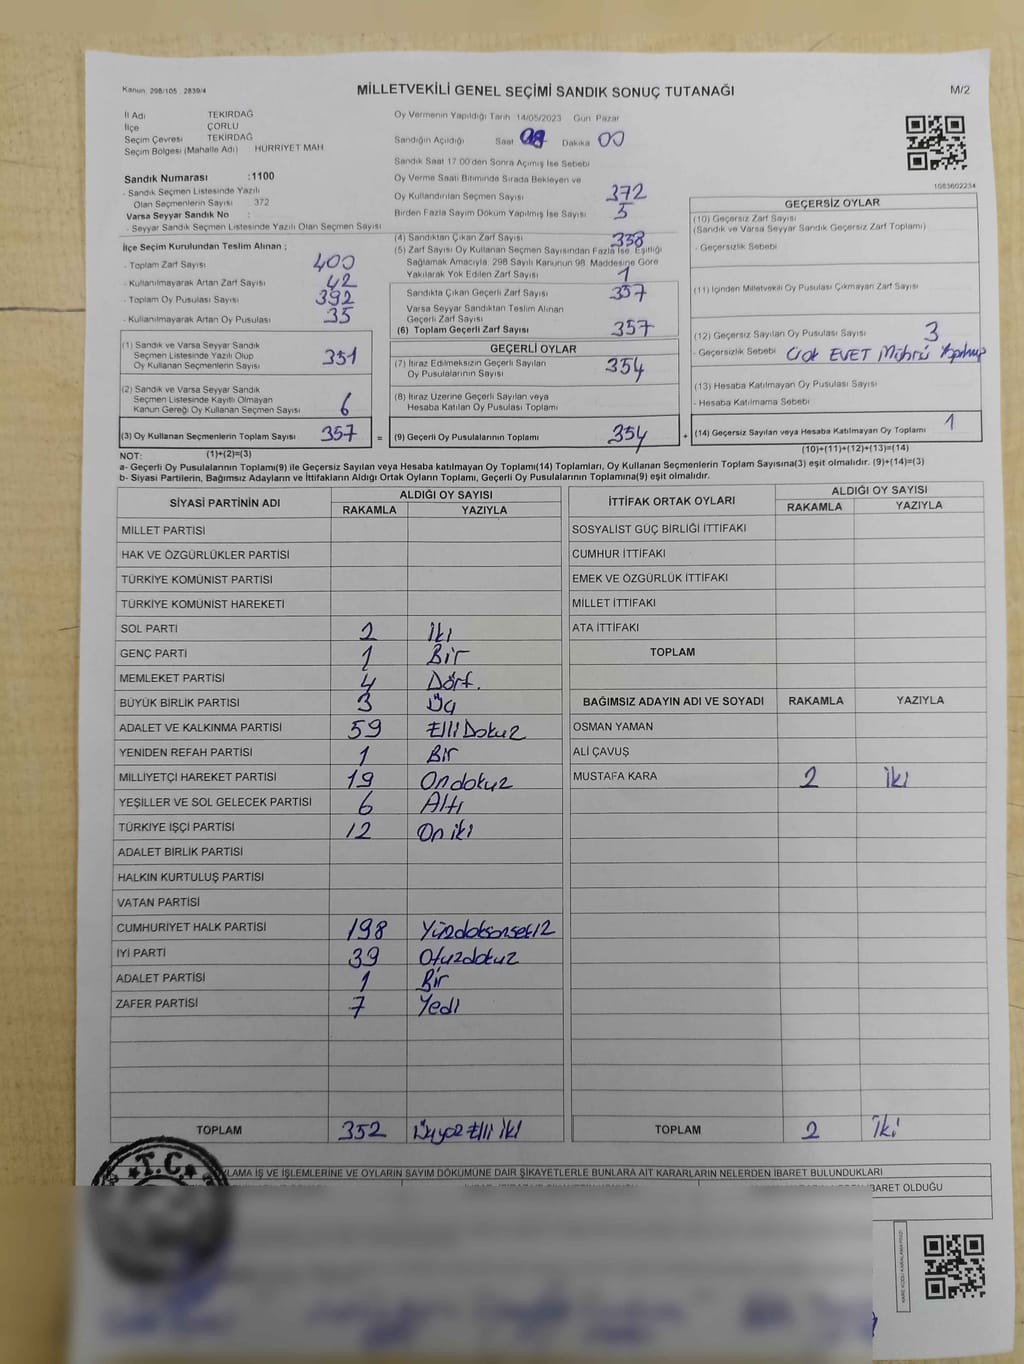 Kanun: 298/105 , 2839/4
MİLLETVEKİLİ GENEL SEÇİMİ SANDIK SONUÇ TUTANAĞI
M/2
İl Adı TEKİRDAĞ
İlçe ÇORLU
Seçim Çevresi TEKİRDAĞ
Seçim Bölgesi (Mahalle Adı) HÜRRİYET MAH
Sandık Numarası :1100
- Sandık Seçmen Listesinde Yazılı
Olan Seçmenlerin Sayısı 372
Varsa Seyyar Sandık No :
- Seyyar Sandık Seçmen Listesinde Yazılı Olan Seçmen Sayısı
İlçe Seçim Kurulundan Teslim Alınan ;
- Toplam Zarf Sayısı 400
- Kullanılmayarak Artan Zarf Sayısı 42
- Toplam Oy Pusulası Sayısı 392
- Kullanılmayarak Artan Oy Pusulası 35
(1) Sandık ve Varsa Seyyar Sandık
Seçmen Listesinde Yazılı Olup
Oy Kullanan Seçmenlerin Sayısı 351
(2) Sandık ve Varsa Seyyar Sandık
Seçmen Listesinde Kayıtlı Olmayan
Kanun Gereği Oy Kullanan Seçmen Sayısı 6
(3) Oy Kullanan Seçmenlerin Toplam Sayısı 357
(1)+(2)=(3)
Oy Vermenin Yapıldığı Tarih 14/05/2023 Gün Pazar
Sandığın Açıldığı Saat Dakika 00
Sandık Saat 17.00'den Sonra Açılmış İse Sebebi
Oy Verme Saati Bitiminde Sırada Bekleyen ve
Oy Kullandırılan Seçmen Sayısı 372
Birden Fazla Sayım Döküm Yapılmış İse Sayısı 5
(4) Sandıktan Çıkan Zarf Sayısı 358
(5) Zarf Sayısı Oy Kullanan Seçmen Sayısından Fazla İse, Eşitliği
Sağlamak Amacıyla, 298 Sayılı Kanunun 98. Maddesine Göre
Yakılarak Yok Edilen Zarf Sayısı 1
Sandıkta Çıkan Geçerli Zarf Sayısı 357
Varsa Seyyar Sandıktan Teslim Alınan
Geçerli Zarf Sayısı
(6) Toplam Geçerli Zarf Sayısı 357
GEÇERLİ OYLAR
(7) İtiraz Edilmeksizin Geçerli Sayılan
Oy Pusulalarının Sayısı 354
(8) İtiraz Üzerine Geçerli Sayılan veya
Hesaba Katılan Oy Pusulası Toplamı
= (9) Geçerli Oy Pusulalarının Toplamı 354 +
1083602234
GEÇERSİZ OYLAR
(10) Geçersiz Zarf Sayısı
(Sandık ve Varsa Seyyar Sandık Geçersiz Zarf Toplamı)
- Geçersizlik Sebebi
(11) İçinden Milletvekili Oy Pusulası Çıkmayan Zarf Sayısı
(12) Geçersiz Sayılan Oy Pusulası Sayısı 3
- Geçersizlik Sebebi EVET Mührü
(13) Hesaba Katılmayan Oy Pusulası Sayısı
- Hesaba Katılmama Sebebi
(14) Geçersiz Sayılan veya Hesaba Katılmayan Oy Toplamı 1
(10)+(11)+(12)+(13)=(14)
NOT:
a- Geçerli Oy Pusulalarının Toplamı(9) ile Geçersiz Sayılan veya Hesaba katılmayan Oy Toplamı(14) Toplamları, Oy Kullanan Seçmenlerin Toplam Sayısına(3) eşit olmalıdır. (9)+(14)=(3)
b- Siyasi Partilerin, Bağımsız Adayların ve İttifakların Aldığı Ortak Oyların Toplamı, Geçerli Oy Pusulalarının Toplamına(9) eşit olmalıdır.
SİYASİ PARTİNİN ADI ALDIĞI OY SAYISI
RAKAMLA YAZIYLA
MİLLET PARTİSİ
HAK VE ÖZGÜRLÜKLER PARTİSİ
TÜRKİYE KOMÜNİST PARTİSİ
TÜRKİYE KOMÜNİST HAREKETİ
SOL PARTİ 2 İki
GENÇ PARTİ 1 Bir
MEMLEKET PARTİSİ 4 Dört.
BÜYÜK BİRLİK PARTİSİ 3 Üç
ADALET VE KALKINMA PARTİSİ 59 Elli Dokuz
YENİDEN REFAH PARTİSİ 1 Bir
MİLLİYETÇİ HAREKET PARTİSİ 19 Ondokuz
YEŞİLLER VE SOL GELECEK PARTİSİ 6 Altı
TÜRKİYE İŞÇİ PARTİSİ 12 On iki
ADALET BİRLİK PARTİSİ
HALKIN KURTULUŞ PARTİSİ
VATAN PARTİSİ
CUMHURİYET HALK PARTİSİ 198 Yüzdoksansekiz
İYİ PARTİ 39 Otuzdokuz
ADALET PARTİSİ 1 Bir
ZAFER PARTİSİ 7 Yedi
TOPLAM 352 Üçyüz Elli İki
İTTİFAK ORTAK OYLARI ALDIĞI OY SAYISI
RAKAMLA YAZIYLA
SOSYALİST GÜÇ BİRLİĞİ İTTİFAKI
CUMHUR İTTİFAKI
EMEK VE ÖZGÜRLÜK İTTİFAKI
MİLLET İTTİFAKI
ATA İTTİFAKI
TOPLAM
BAĞIMSIZ ADAYIN ADI VE SOYADI RAKAMLA YAZIYLA
OSMAN YAMAN
ALİ ÇAVUŞ
MUSTAFA KARA 2 İki
TOPLAM 2 İki
T.C.
İŞ VE İŞLEMLERİNE VE OYLARIN SAYIM DÖKÜMÜNE DAİR ŞİKAYETLERLE BUNLARA AİT KARARLARIN NELERDEN İBARET BULUNDUKLARI
İBARET OLDUĞU